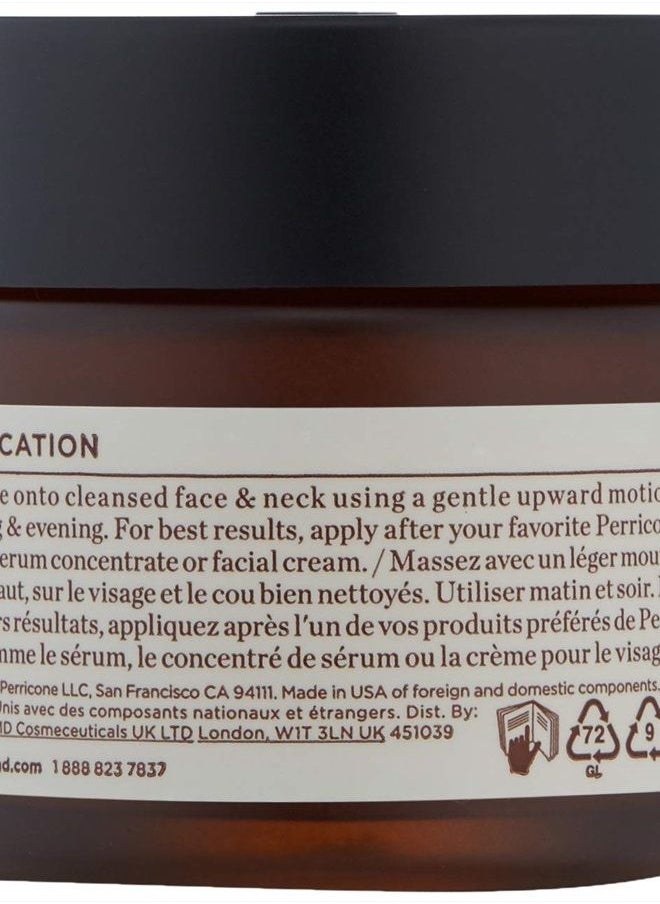 CATION
e onto cleansed face & neck using a gentle upward motio
g & evening. For best results, apply after your favorite Perrico
erum concentrate or facial cream. / Massez avec un léger mou
aut, sur le visage et le cou bien nettoyés. Utiliser matin et soir.
rs résultats, appliquez après l'un de vos produits préférés de Pe
mme le sérum, le concentré de sérum ou la crème pour le visag
Perricone LLC, San Francisco CA 94111. Made in USA of foreign and domestic components.
Unis avec des composants nationaux et étrangers. Dist. By:
MD Cosmeceuticals UK LTD London, W1T 3LN UK 451039
d.com 1 888 823 7837
72
GL
9